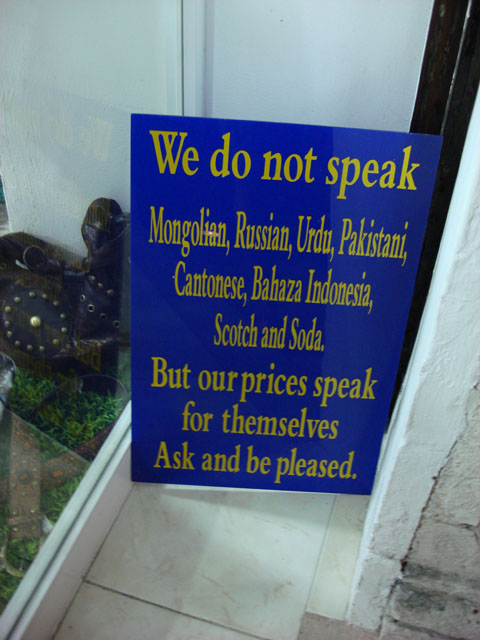 We do not speak
Mongolian, Russian, Urdu, Pakistani,
Cantonese, Bahaza Indonesia,
Scotch and Soda.
But our prices speak
for themselves
Ask and be pleased.